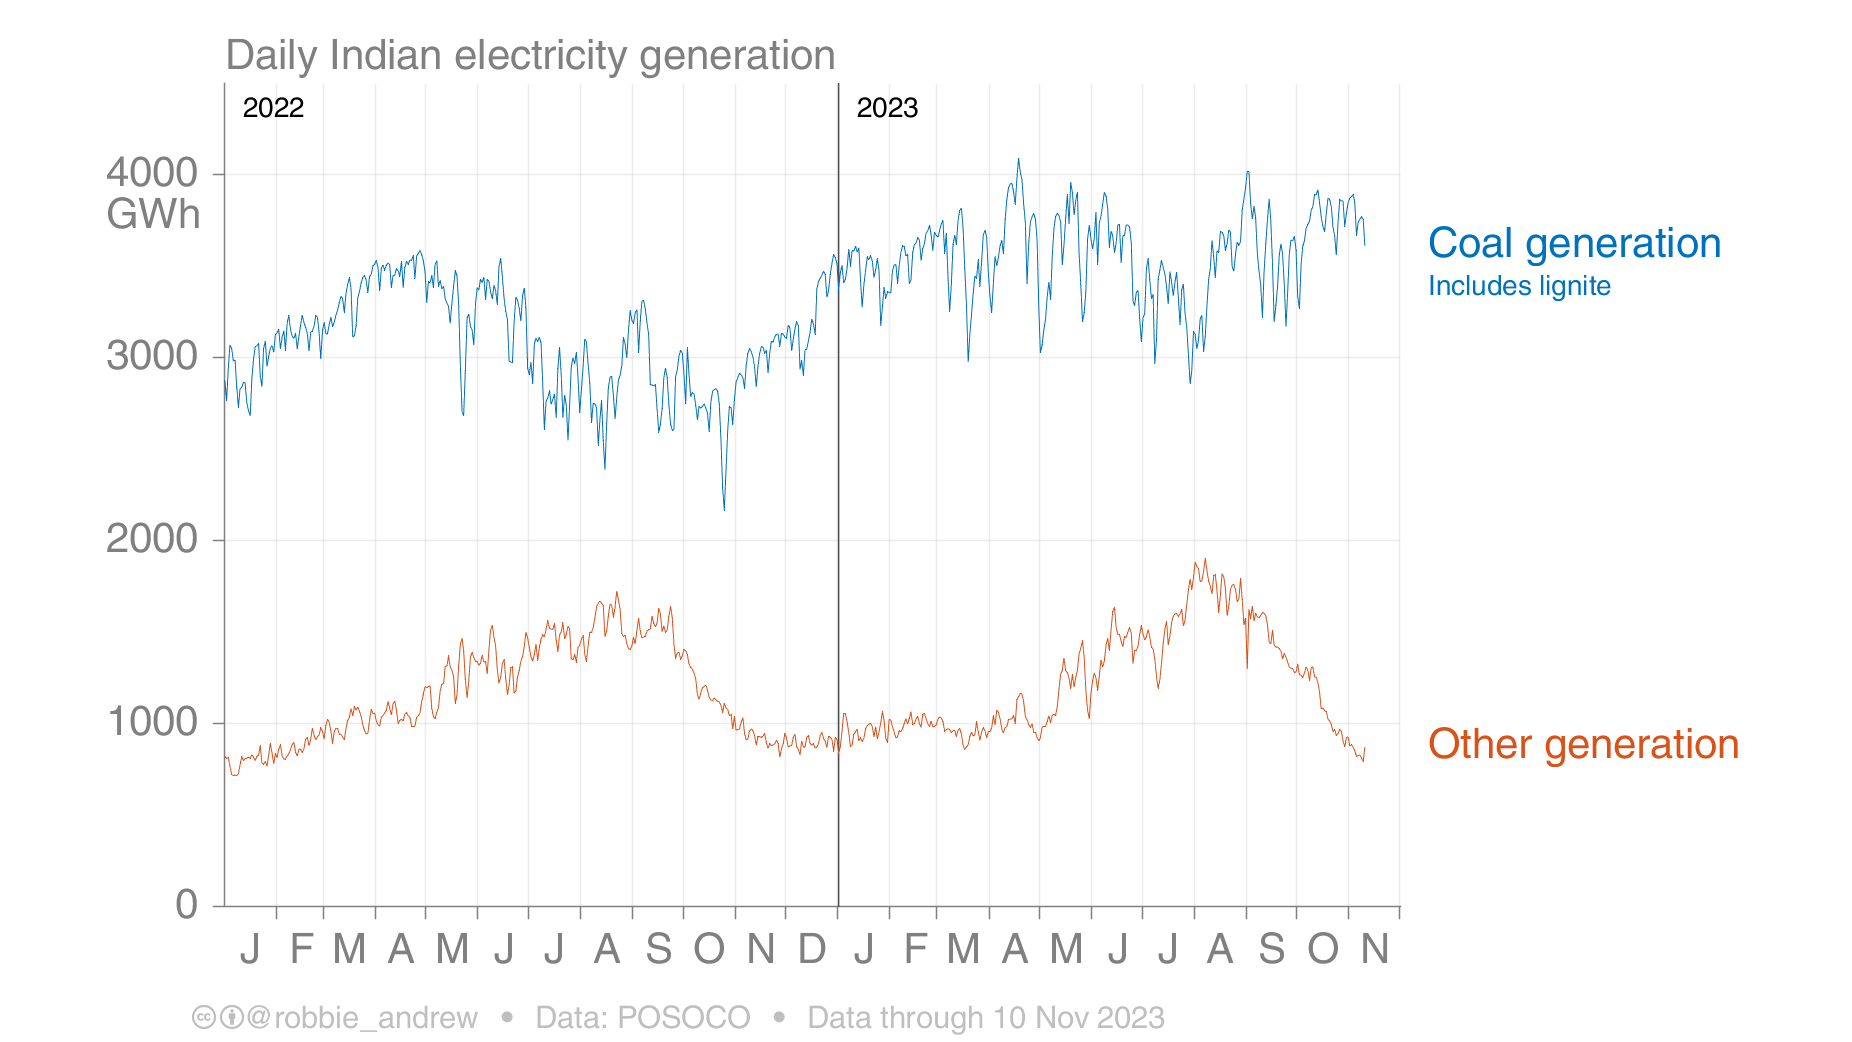 Daily Indian electricity generation
2022
2023
4000
GWh
3000
2000
1000
0
Coal generation
Includes lignite
Other generation
J F M A M J J A S O N D J F M A M J J A S O N
@robbie_andrew • Data: POSOCO • Data through 10 Nov 2023